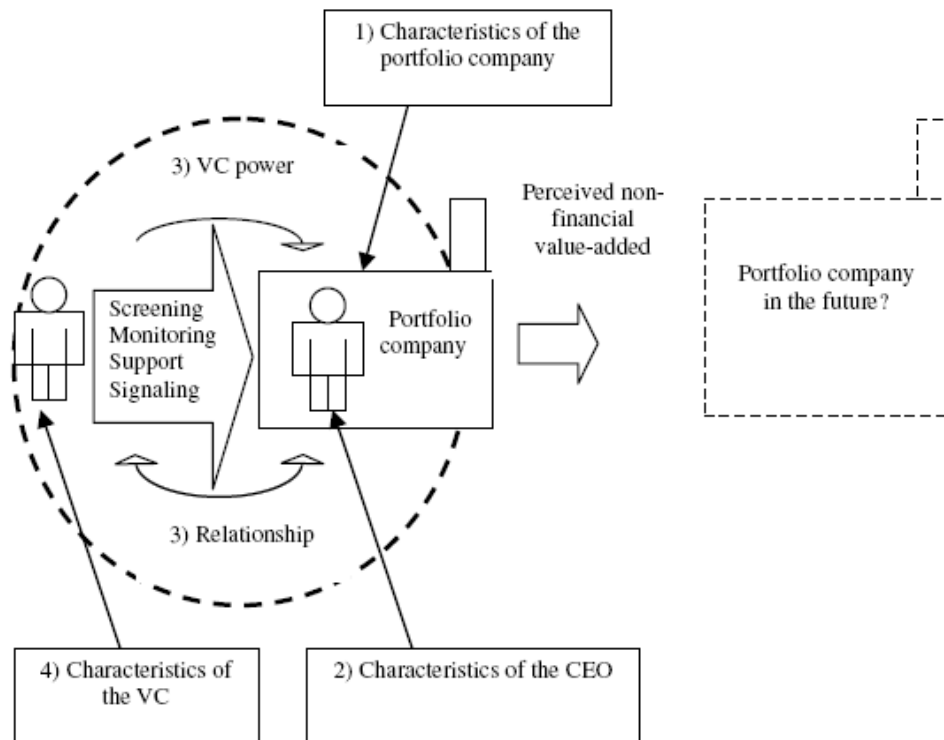 1) Characteristics of the
portfolio company
3) VC power
Perceived non-
financial
value-added
Portfolio company
in the future?
Screening
Monitoring
Support
Signaling
Portfolio
company
3) Relationship
4) Characteristics of
the VC
2) Characteristics of the CEO